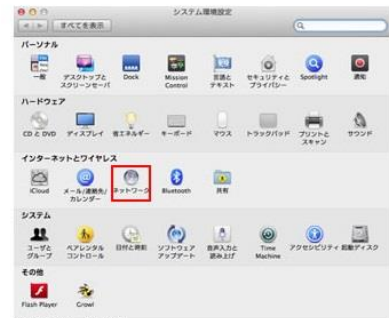 システム環境設定
すべてを表示
パーソナル
一般
デスクトップと
スクリーンセーバ
Dock
Mission
Control
言語と
テキスト
セキュリティと
プライバシー
Spotlight
通知
ハードウェア
CD と DVD
ディスプレイ
省エネルギー
キーボード
マウス
トラックパッド
プリントと
スキャン
サウンド
インターネットとワイヤレス
iCloud
メール/連絡先/
カレンダー
ネットワーク
Bluetooth
共有
システム
ユーザと
グループ
ペアレンタル
コントロール
日付と時刻
ソフトウェア
アップデート
音声入力と
読み上げ
Time
Machine
アクセシビリティ
起動ディスク
その他
Flash Player
Growl